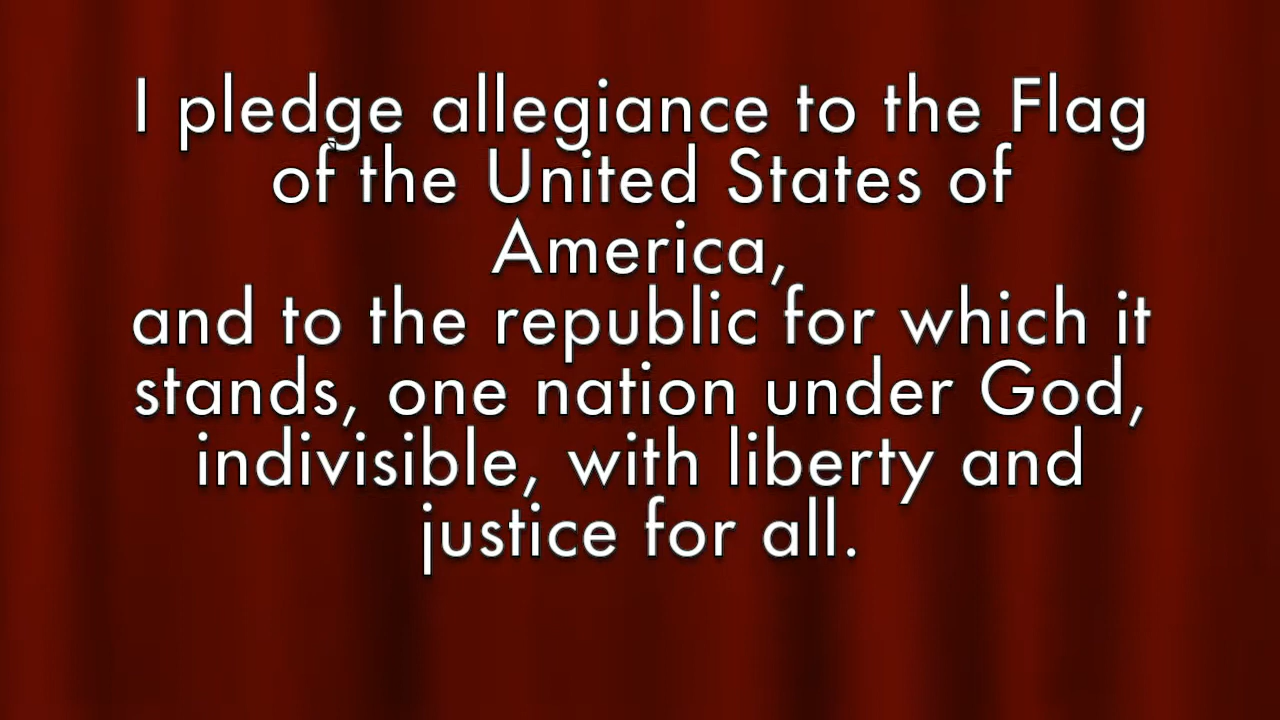 I pledge allegiance to the Flag
of the United States of
America,
and to the republic for which it
stands, one nation under God,
indivisible, with liberty and
justice for all.